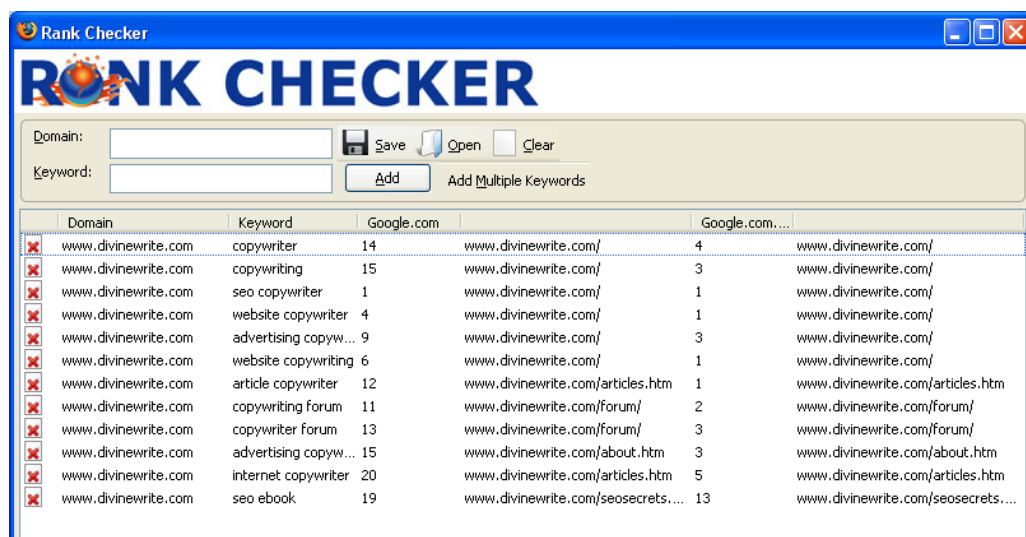 Rank Checker
RANK CHECKER
Domain: Save Open Clear
Keyword: Add Add Multiple Keywords
Domain Keyword Google.com Google.com....
www.divinewrite.com copywriter 14 www.divinewrite.com/ 4 www.divinewrite.com/
www.divinewrite.com copywriting 15 www.divinewrite.com/ 3 www.divinewrite.com/
www.divinewrite.com seo copywriter 1 www.divinewrite.com/ 1 www.divinewrite.com/
www.divinewrite.com website copywriter 4 www.divinewrite.com/ 1 www.divinewrite.com/
www.divinewrite.com advertising copyw... 9 www.divinewrite.com/ 3 www.divinewrite.com/
www.divinewrite.com website copywriting 6 www.divinewrite.com/ 1 www.divinewrite.com/
www.divinewrite.com article copywriter 12 www.divinewrite.com/articles.htm 1 www.divinewrite.com/articles.htm
www.divinewrite.com copywriting forum 11 www.divinewrite.com/forum/ 2 www.divinewrite.com/forum/
www.divinewrite.com copywriter forum 13 www.divinewrite.com/forum/ 3 www.divinewrite.com/forum/
www.divinewrite.com advertising copyw... 15 www.divinewrite.com/about.htm 3 www.divinewrite.com/about.htm
www.divinewrite.com internet copywriter 20 www.divinewrite.com/articles.htm 5 www.divinewrite.com/articles.htm
www.divinewrite.com seo ebook 19 www.divinewrite.com/seosecrets.... 13 www.divinewrite.com/seosecrets....